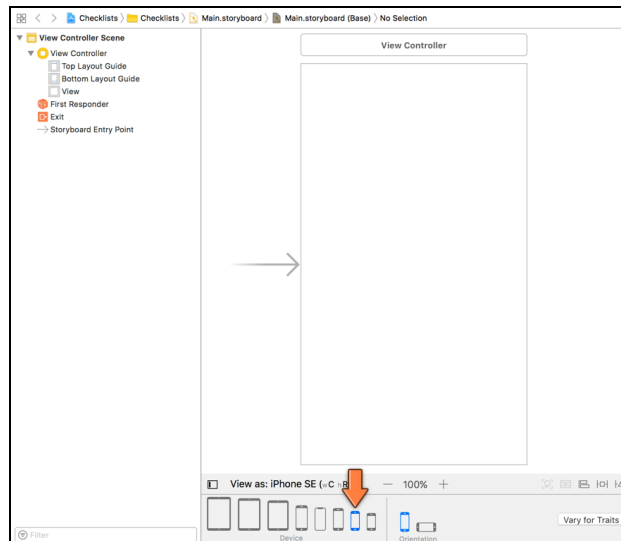 Checklists 〉 Checklists 〉 Main.storyboard 〉 Main.storyboard (Base) 〉 No Selection
View Controller Scene
View Controller
Top Layout Guide
Bottom Layout Guide
View
First Responder
Exit
Storyboard Entry Point
View Controller
View as: iPhone SE (wC hR
100%
Device
Orientation
Vary for Traits
Filter